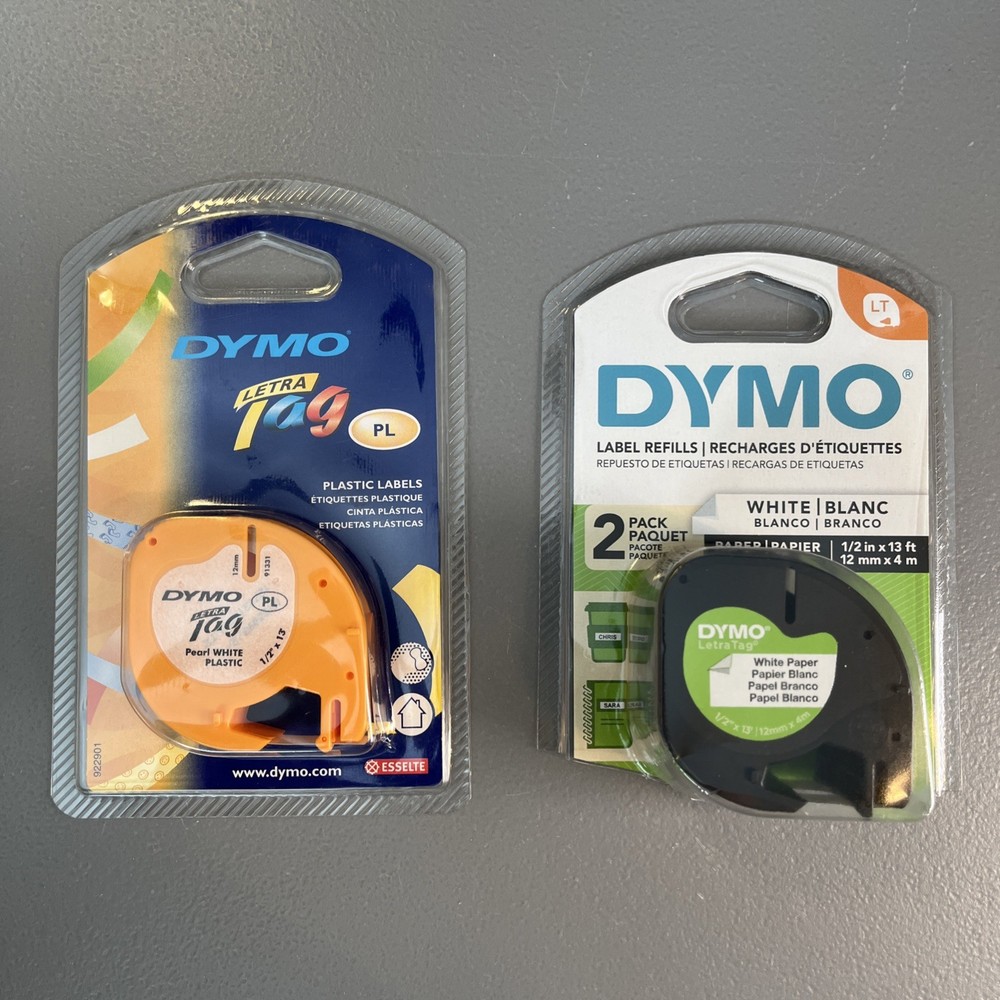 DYMO®
LETRA
Tag
PL
PLASTIC LABELS
ÉTIQUETTES PLASTIQUE
CINTA PLÁSTICA
ETIQUETAS PLÁSTICAS
12mm
91331
DYMO
LETRA
Tag
PL
Pearl WHITE
PLASTIC
1/2" x 13'
922901
www.dymo.com
ESSELTE
LT
DYMO®
LABEL REFILLS | RECHARGES D'ÉTIQUETTES
REPUESTO DE ETIQUETAS | RECARGAS DE ETIQUETAS
WHITE | BLANC
BLANCO | BRANCO
2 PACK
PAQUET
PACOTE
PAQUETE
PAPER | PAPIER
1/2 in x 13 ft
12 mm x 4 m
CHRIS
SARA
DYMO®
LetraTag®
White Paper
Papier Blanc
Papel Branco
Papel Blanco
1/2" x 13' | 12mm x 4m